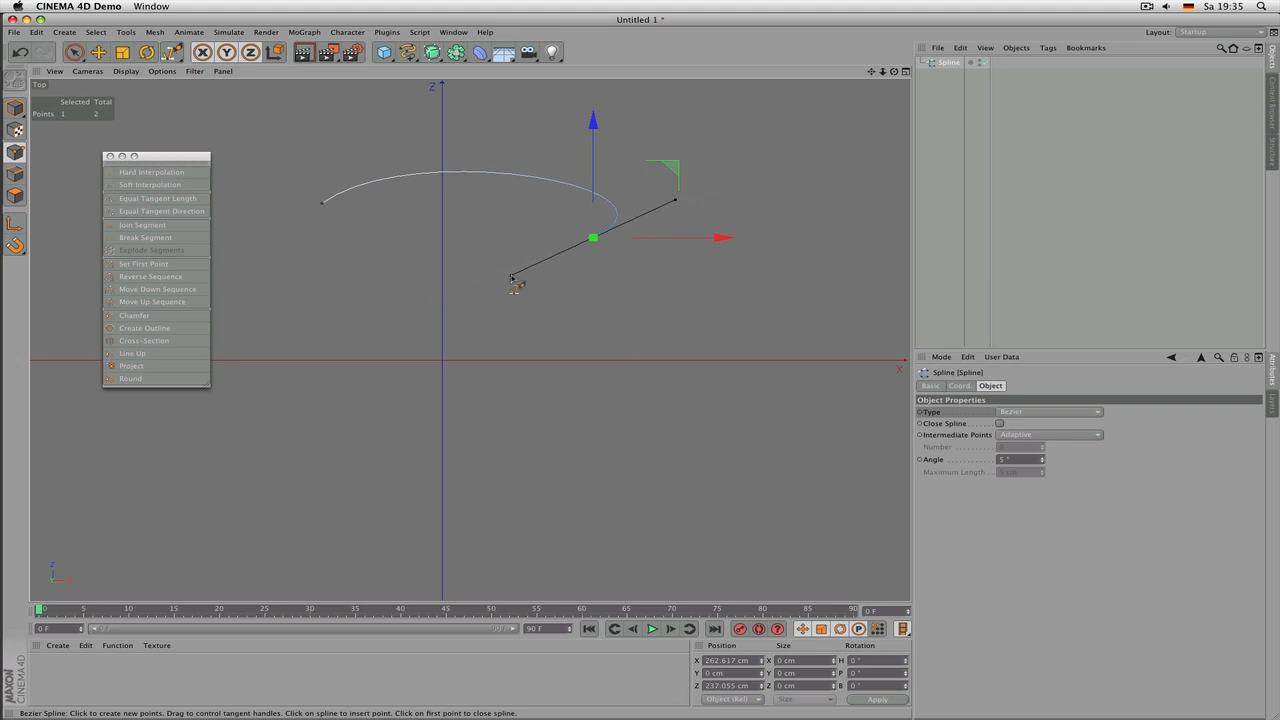 CINEMA 4D Demo Window Sa 19:35
Untitled 1 *
File Edit Create Select Tools Mesh Animate Simulate Render MoGraph Character Plugins Script Window Help Layout: Startup
File Edit View Objects Tags Bookmarks
View Cameras Display Options Filter Panel
Spline
Top
Z
Selected Total
Points 1 2
Hard Interpolation
Soft Interpolation
Equal Tangent Length
Equal Tangent Direction
Join Segment
Break Segment
Explode Segments
Set First Point
Reverse Sequence
Move Down Sequence
Move Up Sequence
Chamfer
Create Outline
Cross-Section
Line Up
Project
Round
X
Objects
Content Browser
Structure
Mode Edit User Data
Spline [Spline]
Basic Coord. Object
Object Properties
Type Bezier
Close Spline
Intermediate Points Adaptive
Number
Angle 5 °
Maximum Length 5 cm
Attributes
Layers
Z
0 5 10 15 20 25 30 35 40 45 50 55 60 65 70 75 80 85 90 0 F
0 F 90 F
Create Edit Function Texture
Position Size Rotation
X 262.617 cm X 0 cm H 0 °
Y 0 cm Y 0 cm P 0 °
Z 237.055 cm Z 0 cm B 0 °
Object (Rel) Size Apply
MAXON CINEMA 4D
Bezier Spline: Click to create new points. Drag to control tangent handles. Click on spline to insert point. Click on first point to close spline.